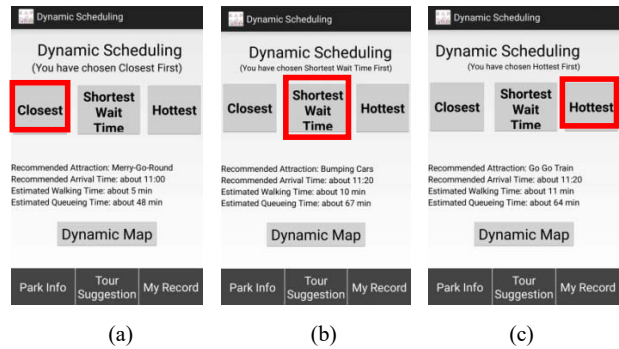 Dynamic Scheduling
Dynamic Scheduling
(You have chosen Closest First)
Closest
Shortest
Wait
Time
Hottest
Recommended Attraction: Merry-Go-Round
Recommended Arrival Time: about 11:00
Estimated Walking Time: about 5 min
Estimated Queueing Time: about 48 min
Dynamic Map
Park Info
Tour
Suggestion
My Record
(a)
Dynamic Scheduling
Dynamic Scheduling
(You have chosen Shortest Wait Time First)
Closest
Shortest
Wait
Time
Hottest
Recommended Attraction: Bumping Cars
Recommended Arrival Time: about 11:20
Estimated Walking Time: about 10 min
Estimated Queueing Time: about 67 min
Dynamic Map
Park Info
Tour
Suggestion
My Record
(b)
Dynamic Scheduling
Dynamic Scheduling
(You have chosen Hottest First)
Closest
Shortest
Wait
Time
Hottest
Recommended Attraction: Go Go Train
Recommended Arrival Time: about 11:20
Estimated Walking Time: about 11 min
Estimated Queueing Time: about 64 min
Dynamic Map
Park Info
Tour
Suggestion
My Record
(c)